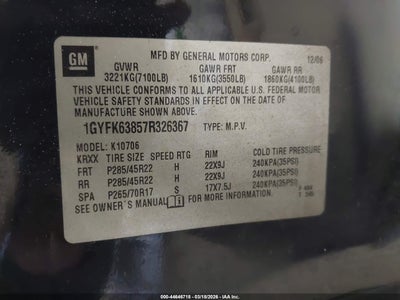 GM
MFD BY GENERAL MOTORS CORP. 12/06
GVWR GAWR FRT GAWR RR
3221KG(7100LB) 1610KG(3550LB) 1860KG(4100LB)
THIS VEHICLE CONFORMS TO ALL APPLICABLE U.S. FEDERAL MOTOR
VEHICLE SAFETY STANDARDS IN EFFECT ON THE DATE
OF MANUFACTURE SHOWN ABOVE.
1GYFK63857R326367 TYPE: M.P.V.
MODEL: K10706
KRXX TIRE SIZE SPEED RTG RIM COLD TIRE PRESSURE
FRT P285/45R22 H 22X9J 240KPA(35PSI)
RR P285/45R22 H 22X9J 240KPA(35PSI)
SPA P265/70R17 S 17X7.5J 240KPA(35PSI)
SEE OWNER'S MANUAL FOR MORE INFORMATION.
000-44646718 - 03/18/2026 - IAA, Inc.